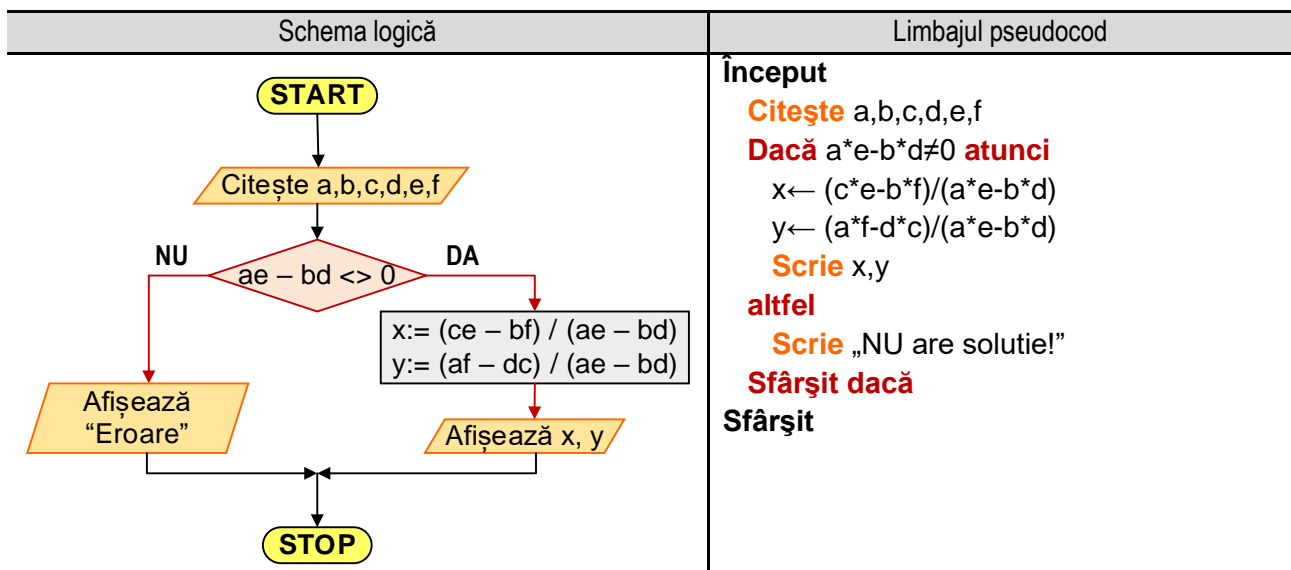 Schema logică
Limbajul pseudocod
START
Citește a,b,c,d,e,f
NU
DA
ae – bd <> 0
x:= (ce – bf) / (ae – bd)
y:= (af – dc) / (ae – bd)
Afișează
“Eroare”
Afișează x, y
STOP
Început
Citeşte a,b,c,d,e,f
Dacă a*e-b*d≠0 atunci
x← (c*e-b*f)/(a*e-b*d)
y← (a*f-d*c)/(a*e-b*d)
Scrie x,y
altfel
Scrie „NU are solutie!”
Sfârşit dacă
Sfârşit